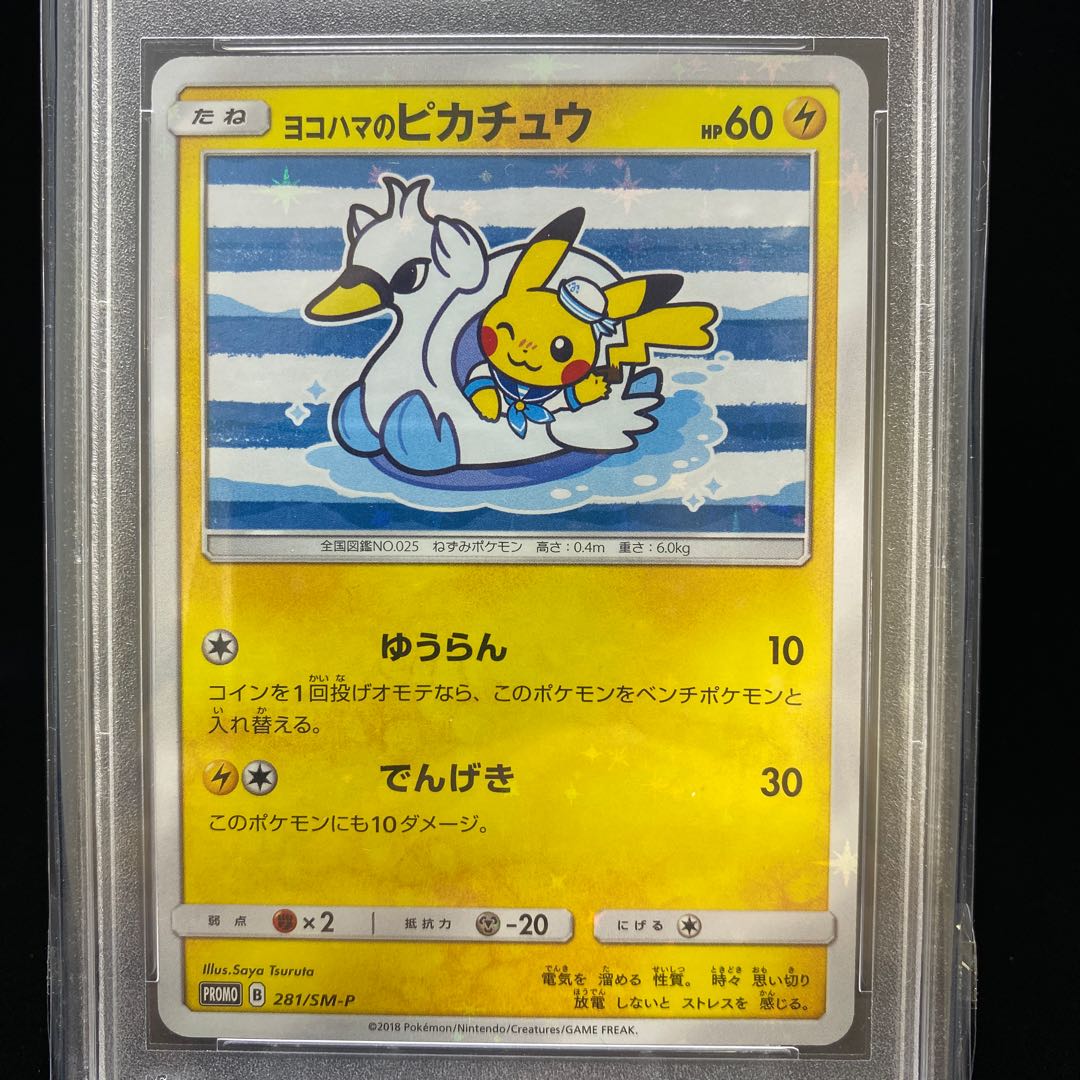 たね ヨコハマのピカチュウ HP60
全国図鑑NO.025 ねずみポケモン 高さ:0.4m 重さ:6.0kg
ゆうらん 10
コインを1回投げオモテなら、このポケモンをベンチポケモンと
入れ替える。
でんげき 30
このポケモンにも10ダメージ。
弱点 ×2 抵抗力 -20 にげる
Illus.Saya Tsuruta
PROMO B 281/SM-P
電気を 溜める 性質。 時々 思い切り
放電 しないと ストレスを 感じる。
©2018 Pokémon/Nintendo/Creatures/GAME FREAK.